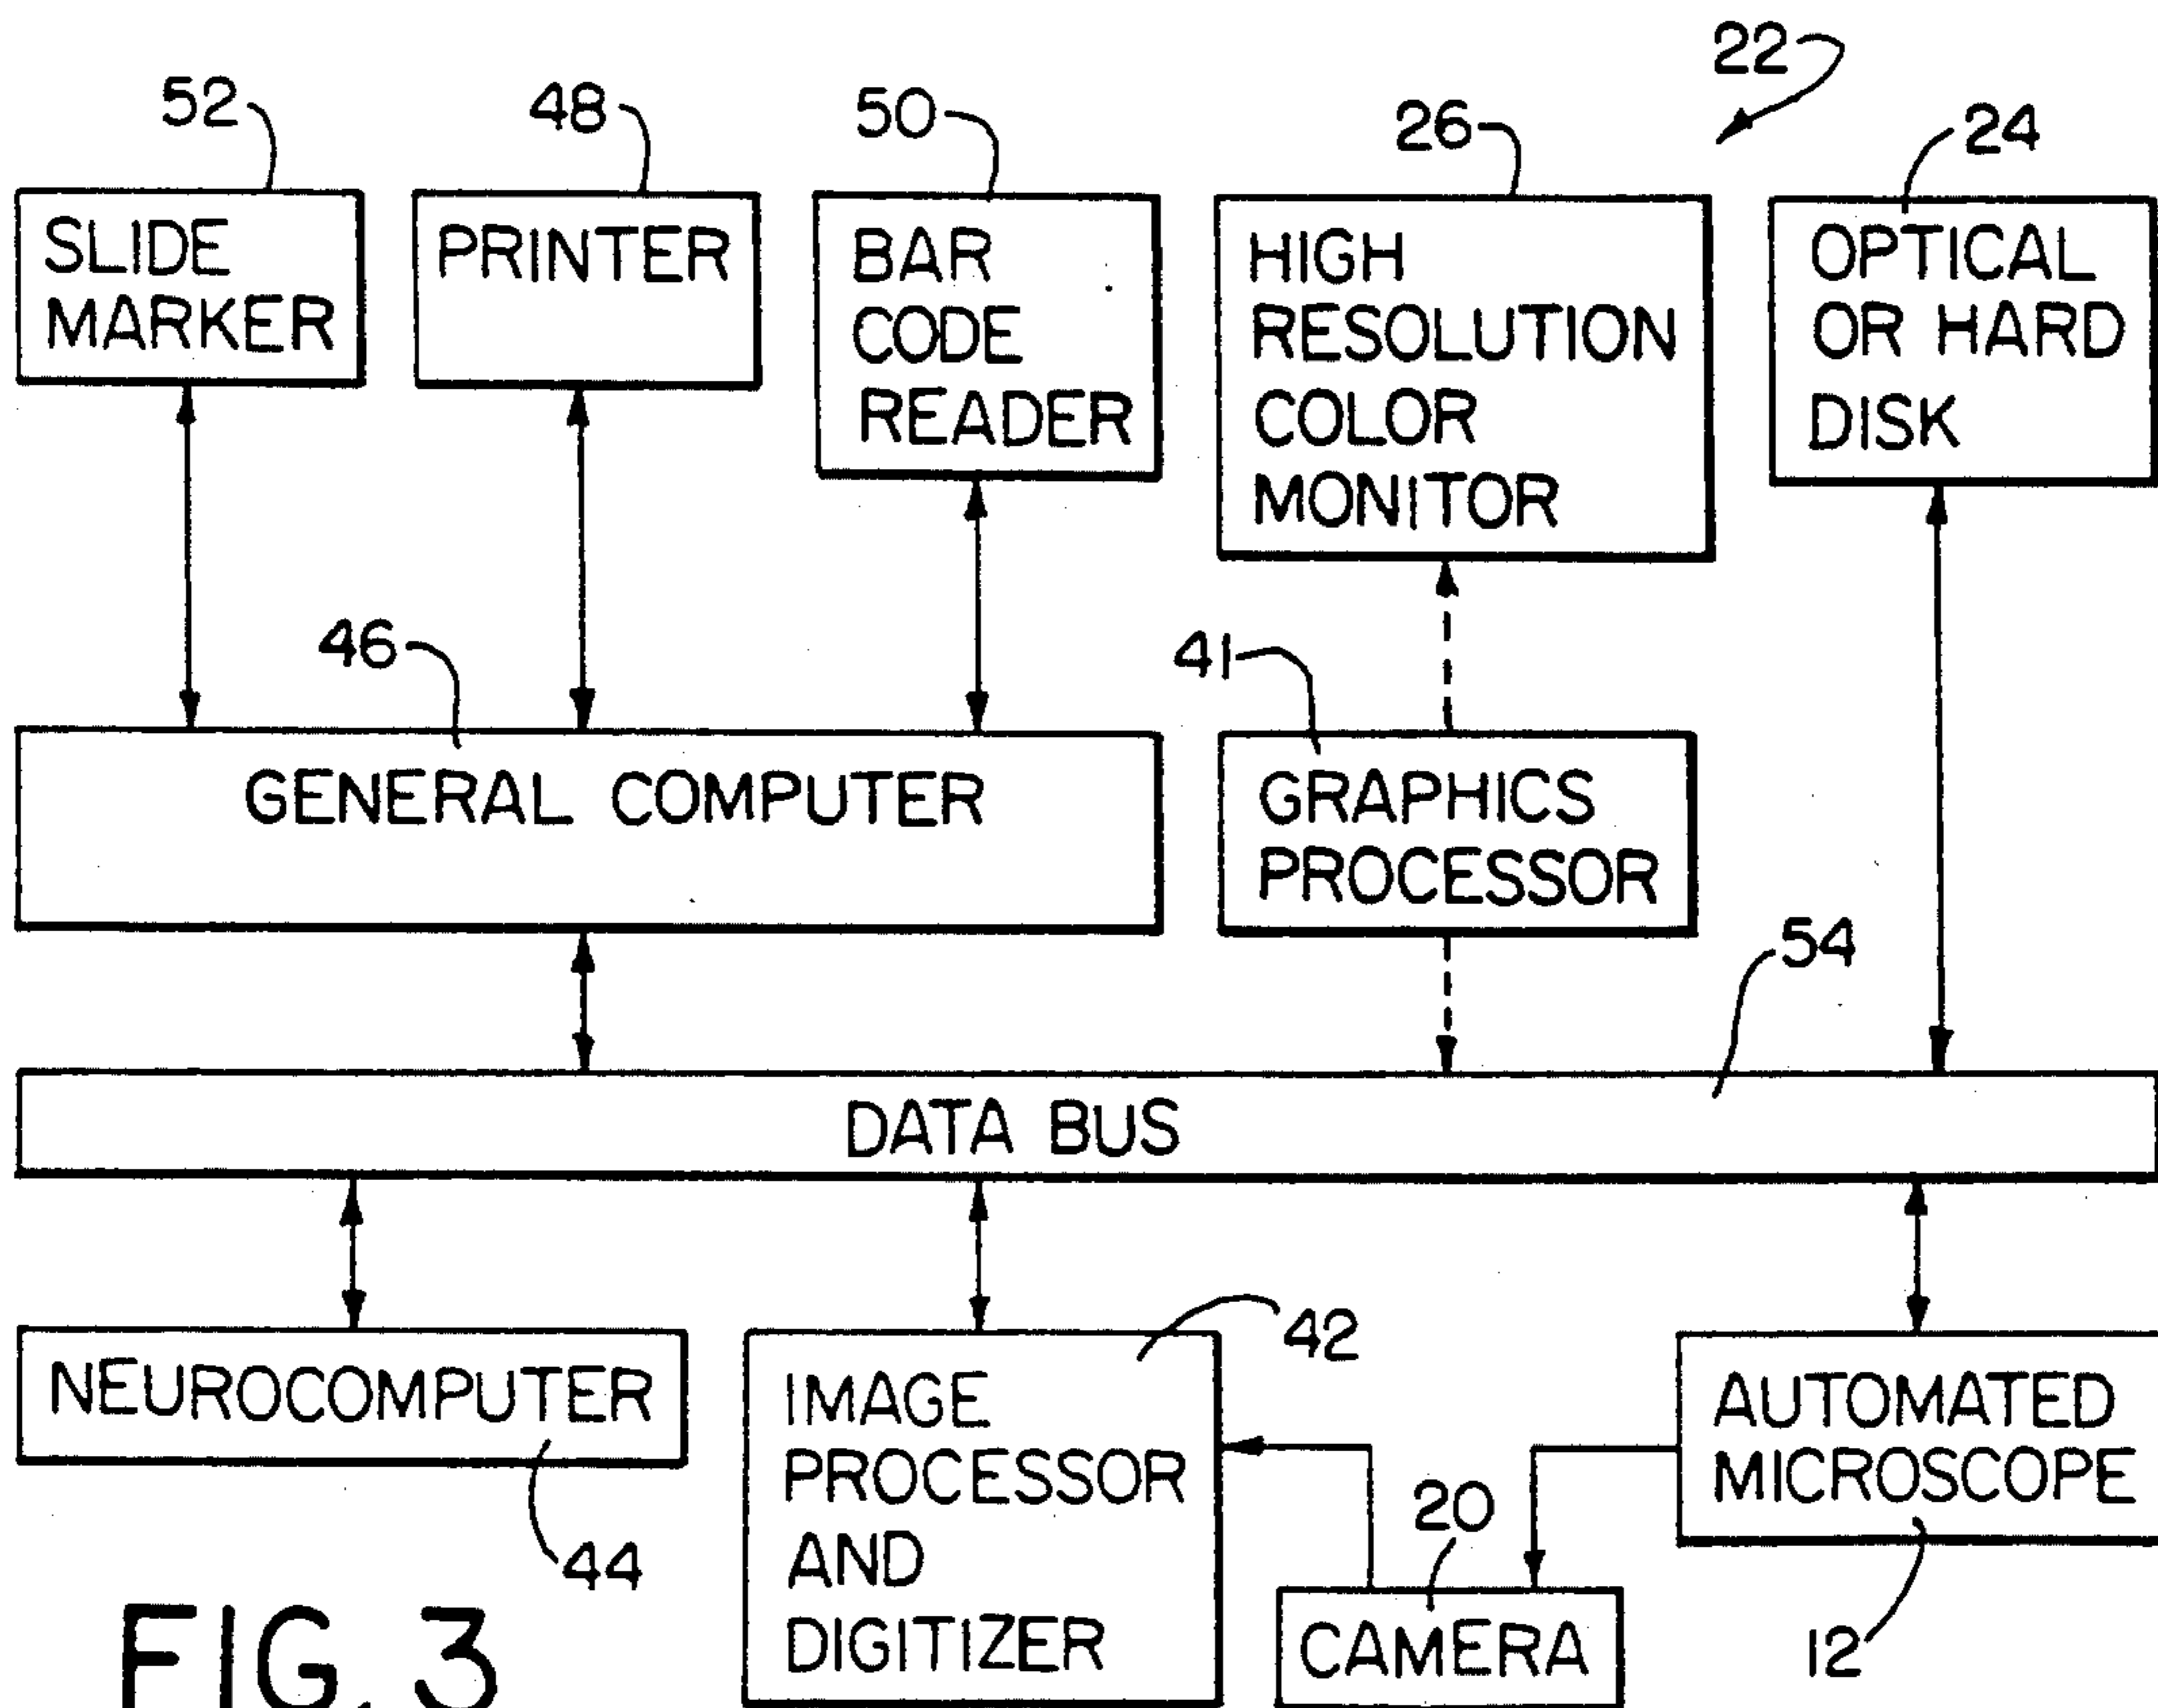 22
52
48
50
26
24
SLIDE
MARKER
PRINTER
BAR
CODE
READER
HIGH
RESOLUTION
COLOR
MONITOR
OPTICAL
OR HARD
DISK
46
41
GENERAL COMPUTER
GRAPHICS
PROCESSOR
54
DATA BUS
42
NEUROCOMPUTER
44
IMAGE
PROCESSOR
AND
DIGITIZER
20
CAMERA
AUTOMATED
MICROSCOPE
12
FIG. 3